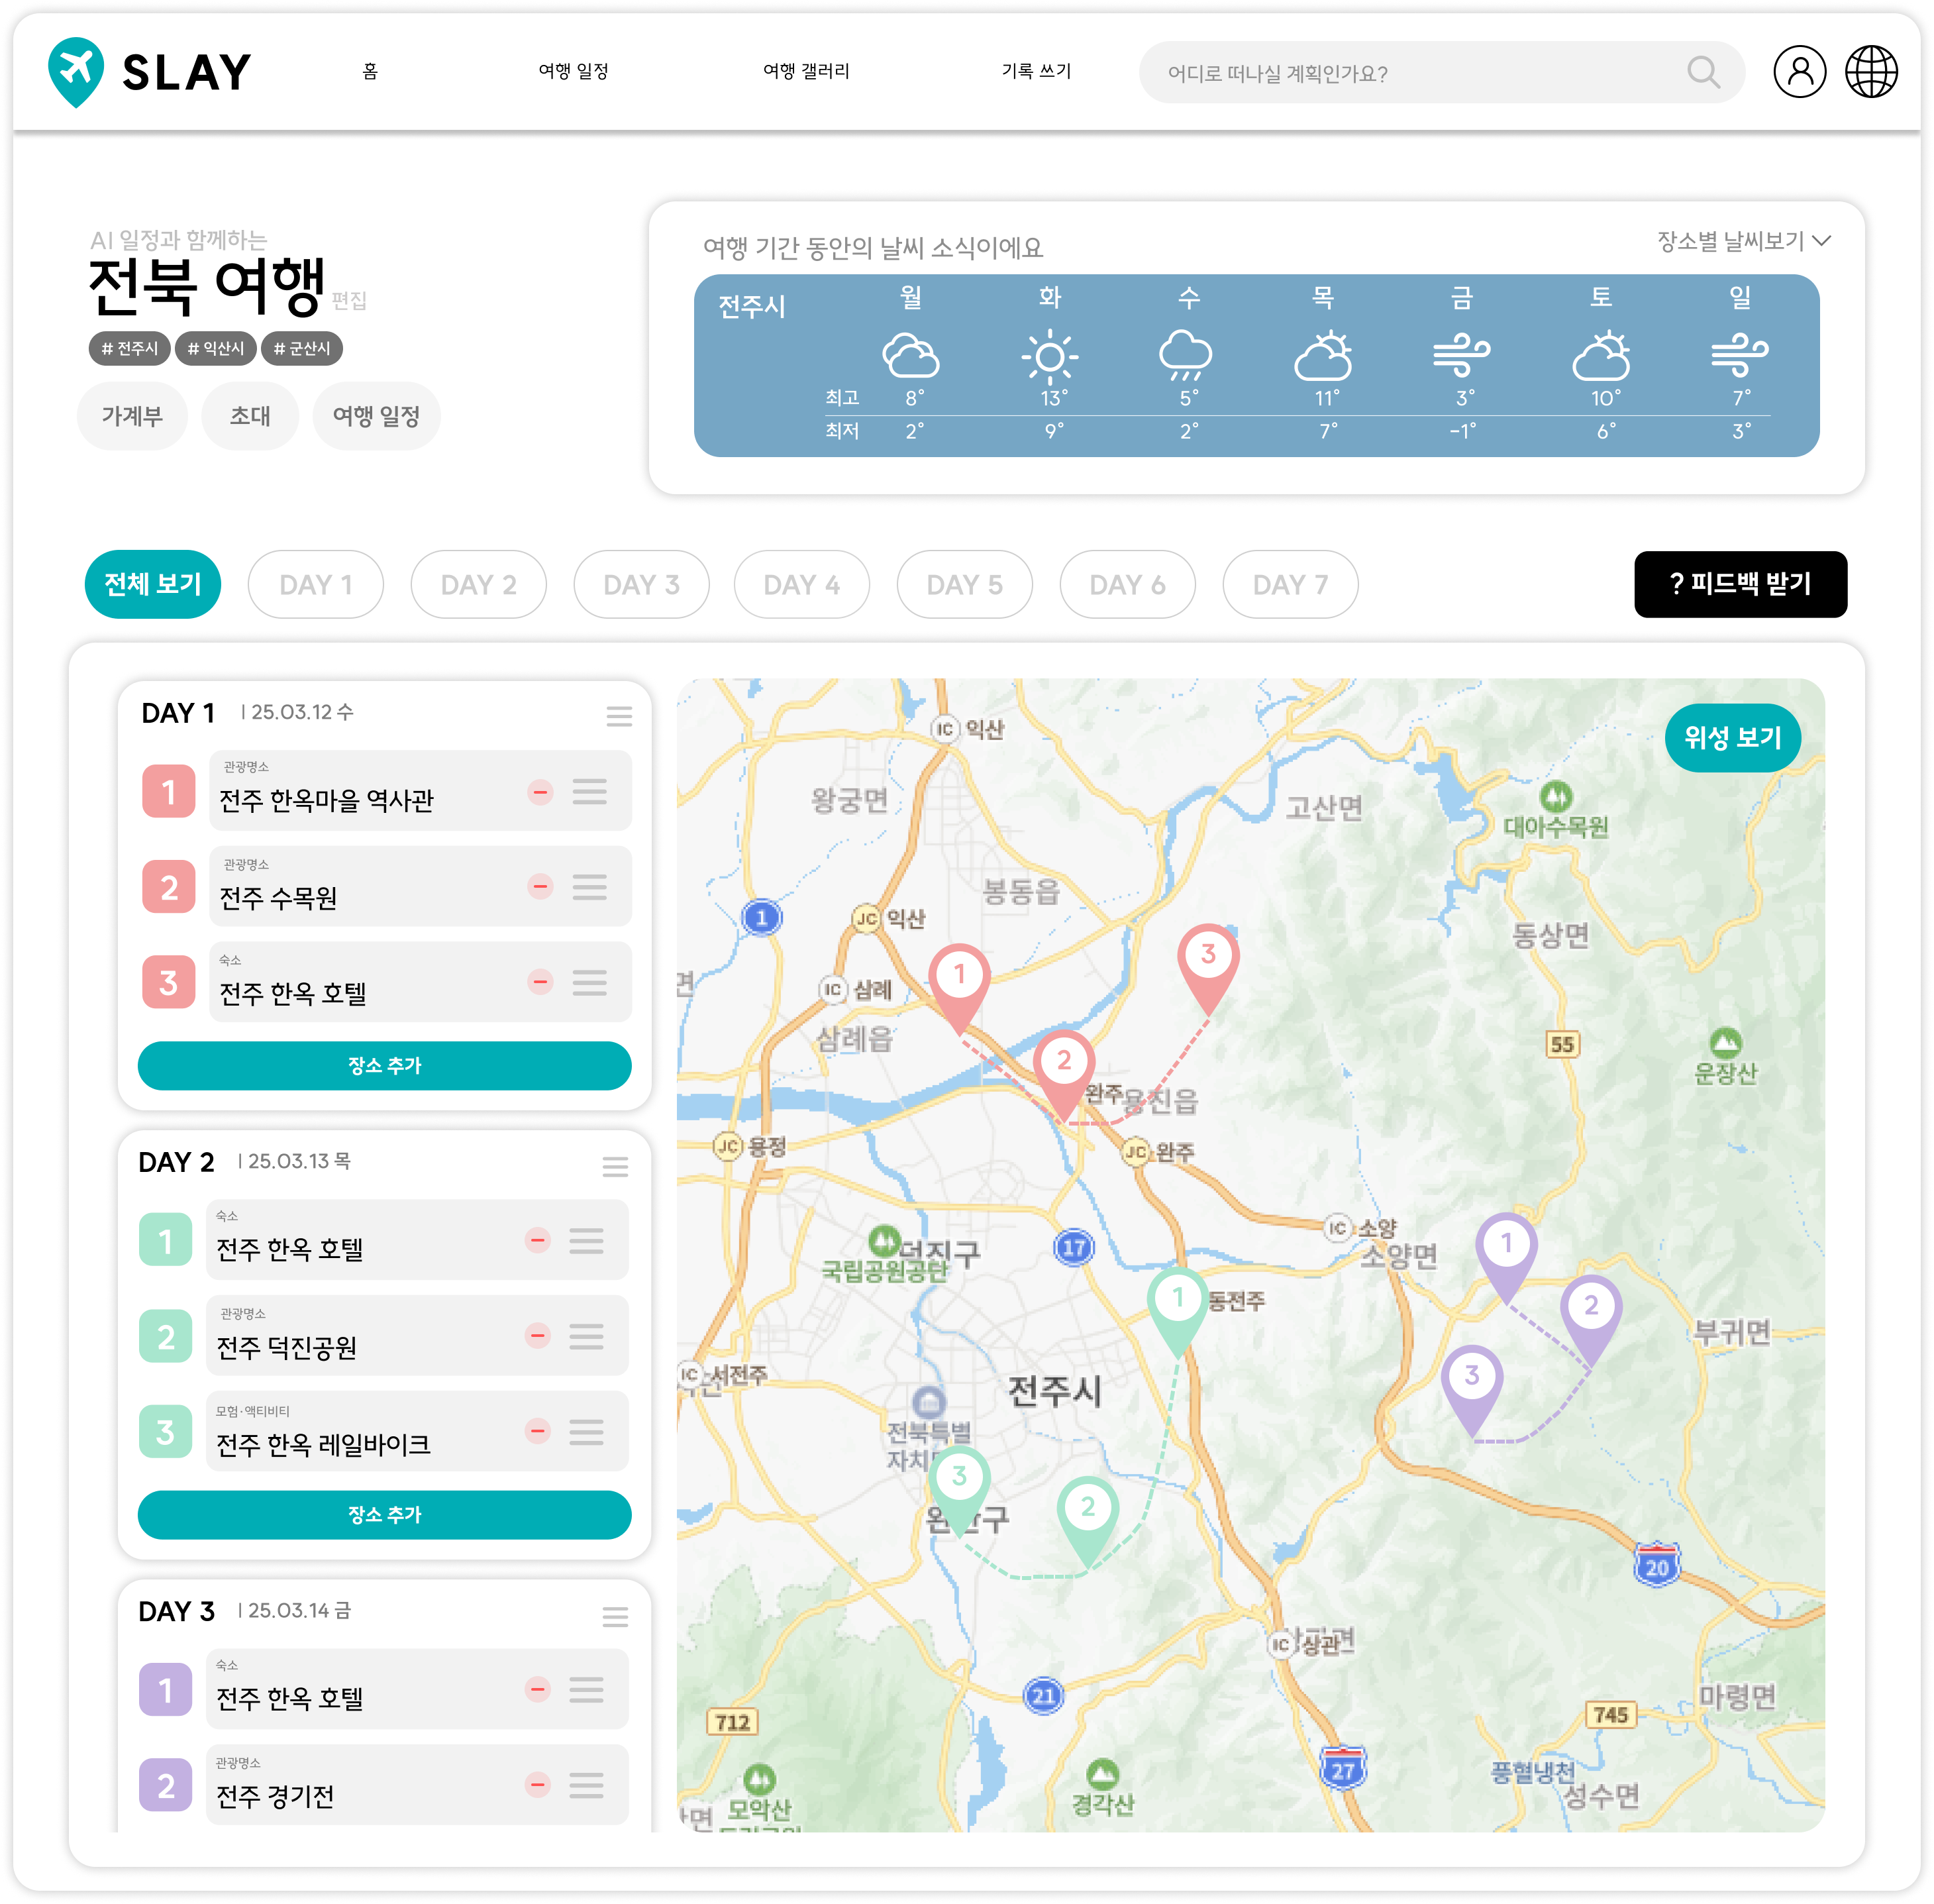 SLAY 홈 여행 일정 여행 갤러리 기록 쓰기 어디로 떠나실 계획인가요?
AI 일정과 함께하는
전북 여행 편집
# 전주시 # 익산시 # 군산시
가계부 초대 여행 일정
여행 기간 동안의 날씨 소식이에요 장소별 날씨보기
전주시 월 화 수 목 금 토 일
최고 8° 13° 5° 11° 3° 10° 7°
최저 2° 9° 2° 7° -1° 6° 3°
전체 보기 DAY 1 DAY 2 DAY 3 DAY 4 DAY 5 DAY 6 DAY 7 ? 피드백 받기
DAY 1 | 25.03.12 수
관광명소
1 전주 한옥마을 역사관
관광명소
2 전주 수목원
숙소
3 전주 한옥 호텔
장소 추가
DAY 2 | 25.03.13 목
숙소
1 전주 한옥 호텔
관광명소
2 전주 덕진공원
모험·액티비티
3 전주 한옥 레일바이크
장소 추가
DAY 3 | 25.03.14 금
숙소
1 전주 한옥 호텔
관광명소
2 전주 경기전
위성 보기
IC 익산
왕궁면
고산면
대아수목원
봉동읍
1
JC 익산
동상면
3
1
IC 삼례
삼례읍
55
2
운장산
완주
용진읍
JC 용정
JC 완주
IC 소양
소양면
17
덕진구
국립공원공단
1
2
1 동전주
부귀면
3
IC 서전주
전주시
전북특별
3
2
20
IC 상관
21
마령면
712
745
27
풍혈냉천
성수면
모악산
경각산